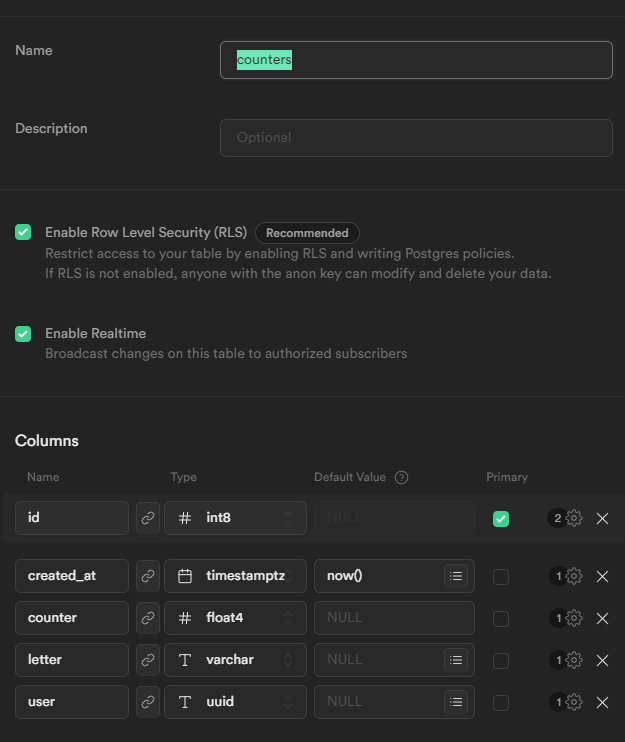 Name
counters
Description
Optional
Enable Row Level Security (RLS) Recommended
Restrict access to your table by enabling RLS and writing Postgres policies.
If RLS is not enabled, anyone with the anon key can modify and delete your data.
Enable Realtime
Broadcast changes on this table to authorized subscribers
Columns
Name Type Default Value ? Primary
id # int8 NULL 2
created_at timestamptz now() 1
counter # float4 NULL 1
letter T varchar NULL 1
user T uuid NULL 1